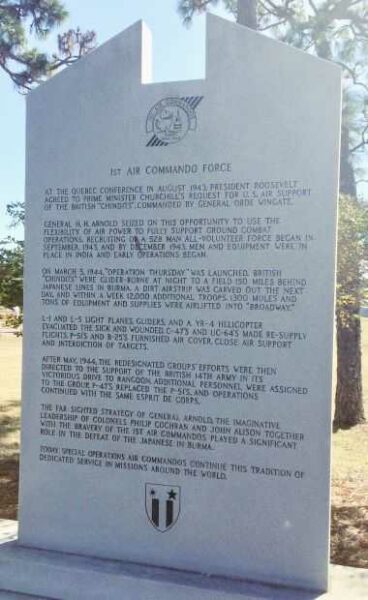 1ST AIR COMMANDO FORCE
AT THE QUEBEC CONFERENCE IN AUGUST 1943, PRESIDENT ROOSEVELT
AGREED TO PRIME MINISTER CHURCHILL'S REQUEST FOR U.S. AIR SUPPORT
OF THE BRITISH "CHINDITS", COMMANDED BY GENERAL ORDE WINGATE.
GENERAL H. H. ARNOLD SEIZED ON THIS OPPORTUNITY TO USE THE
FLEXIBILITY OF AIR POWER TO FULLY SUPPORT GROUND COMBAT
OPERATIONS. RECRUITING OF A 528 MAN ALL-VOLUNTEER FORCE BEGAN IN
SEPTEMBER, 1943, AND BY DECEMBER 1943, MEN AND EQUIPMENT WERE IN
PLACE IN INDIA AND EARLY OPERATIONS BEGAN.
ON MARCH 5, 1944, "OPERATION THURSDAY" WAS LAUNCHED. BRITISH
"CHINDITS" WERE GLIDER-BORNE AT NIGHT TO A FIELD 150 MILES BEHIND
JAPANESE LINES IN BURMA. A DIRT AIRSTRIP WAS CARVED OUT THE NEXT
DAY, AND WITHIN A WEEK 12,000 ADDITIONAL TROOPS, 1300 MULES AND
TONS OF EQUIPMENT AND SUPPLIES WERE AIRLIFTED INTO "BROADWAY."
L-1 AND L-5 LIGHT PLANES, GLIDERS, AND A YR-4 HELICOPTER
EVACUATED THE SICK AND WOUNDED, C-47'S AND UC-64'S MADE RE-SUPPLY
FLIGHTS, P-51'S AND B-25'S FURNISHED AIR COVER, CLOSE AIR SUPPORT
AND INTERDICTION OF TARGETS.
AFTER MAY, 1944, THE REDESIGNATED GROUPS' EFFORTS WERE THEN
DIRECTED TO THE SUPPORT OF THE BRITISH 14TH ARMY IN ITS
VICTORIOUS DRIVE TO RANGOON. ADDITIONAL PERSONNEL WERE ASSIGNED
TO THE GROUP, P-47'S REPLACED THE P-51'S, AND OPERATIONS
CONTINUED WITH THE SAME ESPRIT DE CORPS.
THE FAR SIGHTED STRATEGY OF GENERAL ARNOLD, THE IMAGINATIVE
LEADERSHIP OF COLONELS PHILIP COCHRAN AND JOHN ALISON TOGETHER
WITH THE BRAVERY OF THE 1ST AIR COMMANDOS PLAYED A SIGNIFICANT
ROLE IN THE DEFEAT OF THE JAPANESE IN BURMA.
TODAY, SPECIAL OPERATIONS AIR COMMANDOS CONTINUE THIS TRADITION OF
DEDICATED SERVICE IN MISSIONS AROUND THE WORLD.